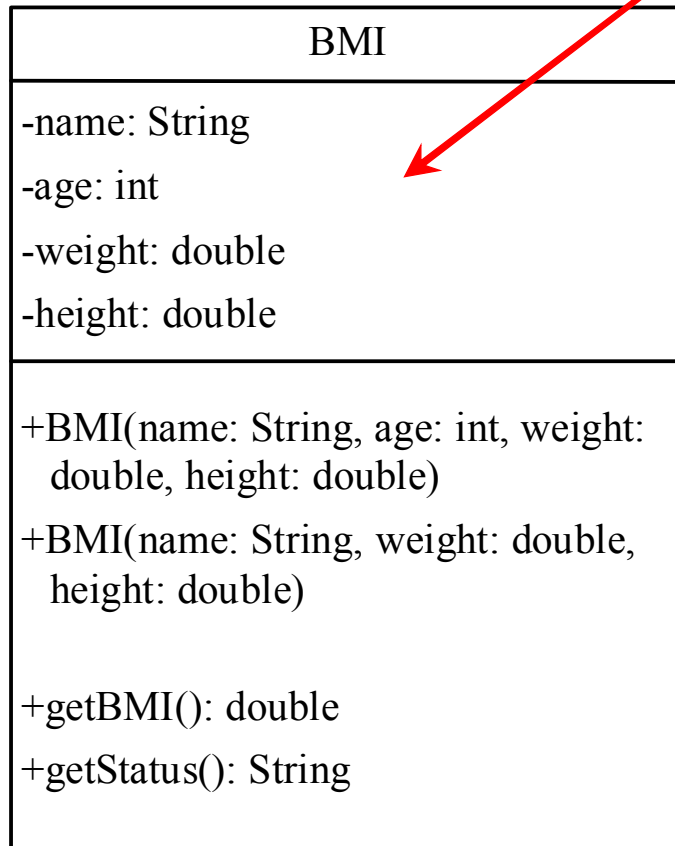 BMI
-name: String
-age: int
-weight: double
-height: double
+BMI(name: String, age: int, weight:
double, height: double)
+BMI(name: String, weight: double,
height: double)
+getBMI(): double
+getStatus(): String